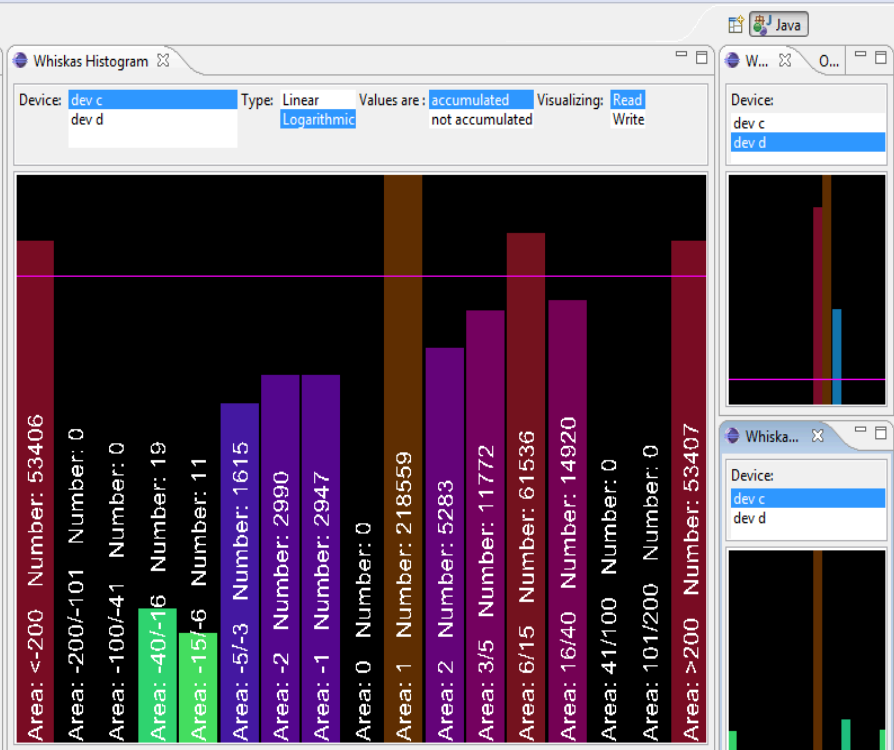 Java
Whiskas Histogram
W...
O...
Device:
dev c
dev d
Type:
Linear
Logarithmic
Values are :
accumulated
not accumulated
Visualizing:
Read
Write
Device:
dev c
dev d
Area: <-200 Number: 53406
Area: -200/-101 Number: 0
Area: -100/-41 Number: 0
Area: -40/-16 Number: 19
Area: -15/-6 Number: 11
Area: -5/-3 Number: 1615
Area: -2 Number: 2990
Area: -1 Number: 2947
Area: 0 Number: 0
Area: 1 Number: 218559
Area: 2 Number: 5283
Area: 3/5 Number: 11772
Area: 6/15 Number: 61536
Area: 16/40 Number: 14920
Area: 41/100 Number: 0
Area: 101/200 Number: 0
Area: >200 Number: 53407
Whiska...
Device:
dev c
dev d